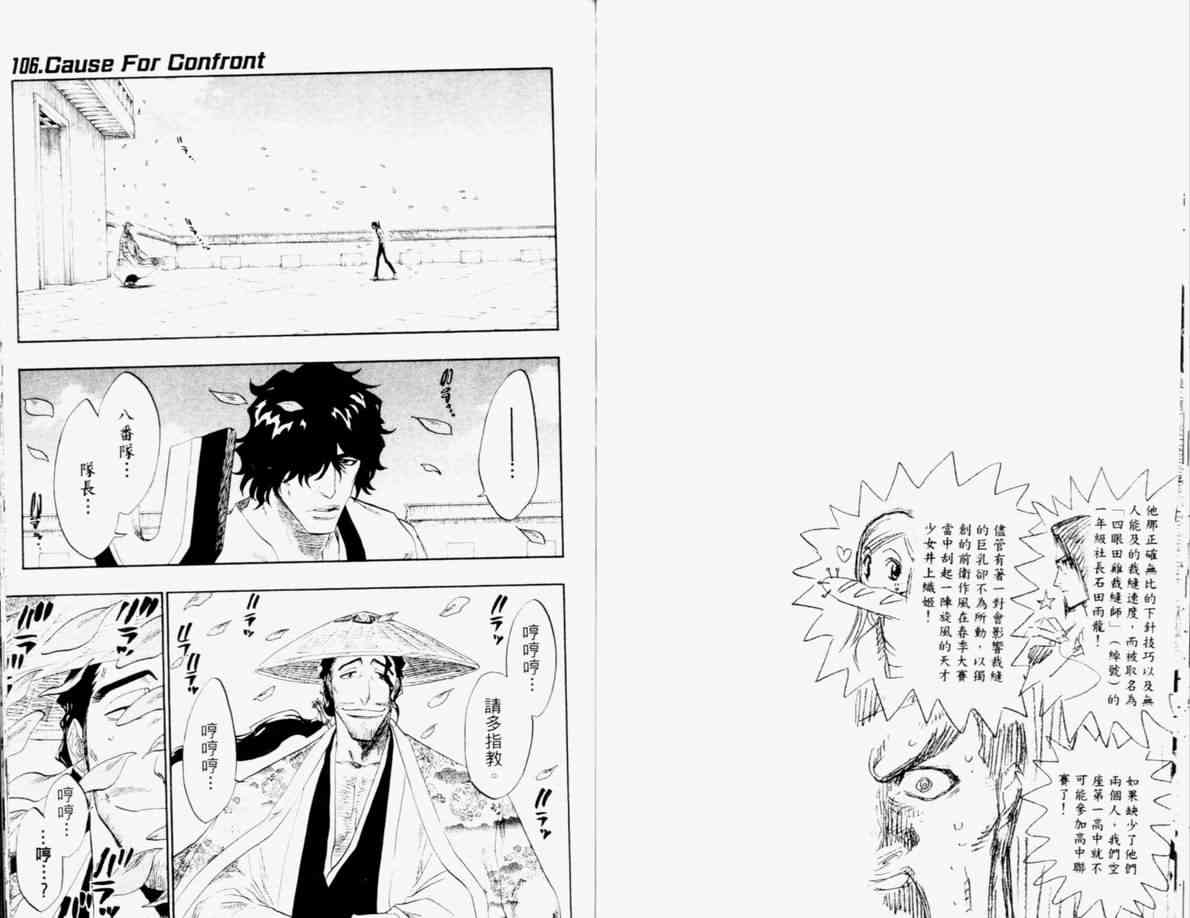 他那正確無比的下針技巧以及無
人能及的裁縫速度，而被取名為
「四眼田雞裁縫師」（綽號）的
一年級社長石田雨龍！
儘管有著一對會影響裁縫
的巨乳卻不為所動，以獨
創的前衛作風在春季大賽
當中刮起一陣旋風的天才
少女井上織姬！
如果缺少了他們
兩個人，我們空
座第一高中就不
可能參加高中聯
賽了！
106.Cause For Confront
————…
八番隊…
隊長…
哼哼哼…
請多指教。
哼哼哼…
哼哼…
…哼…?